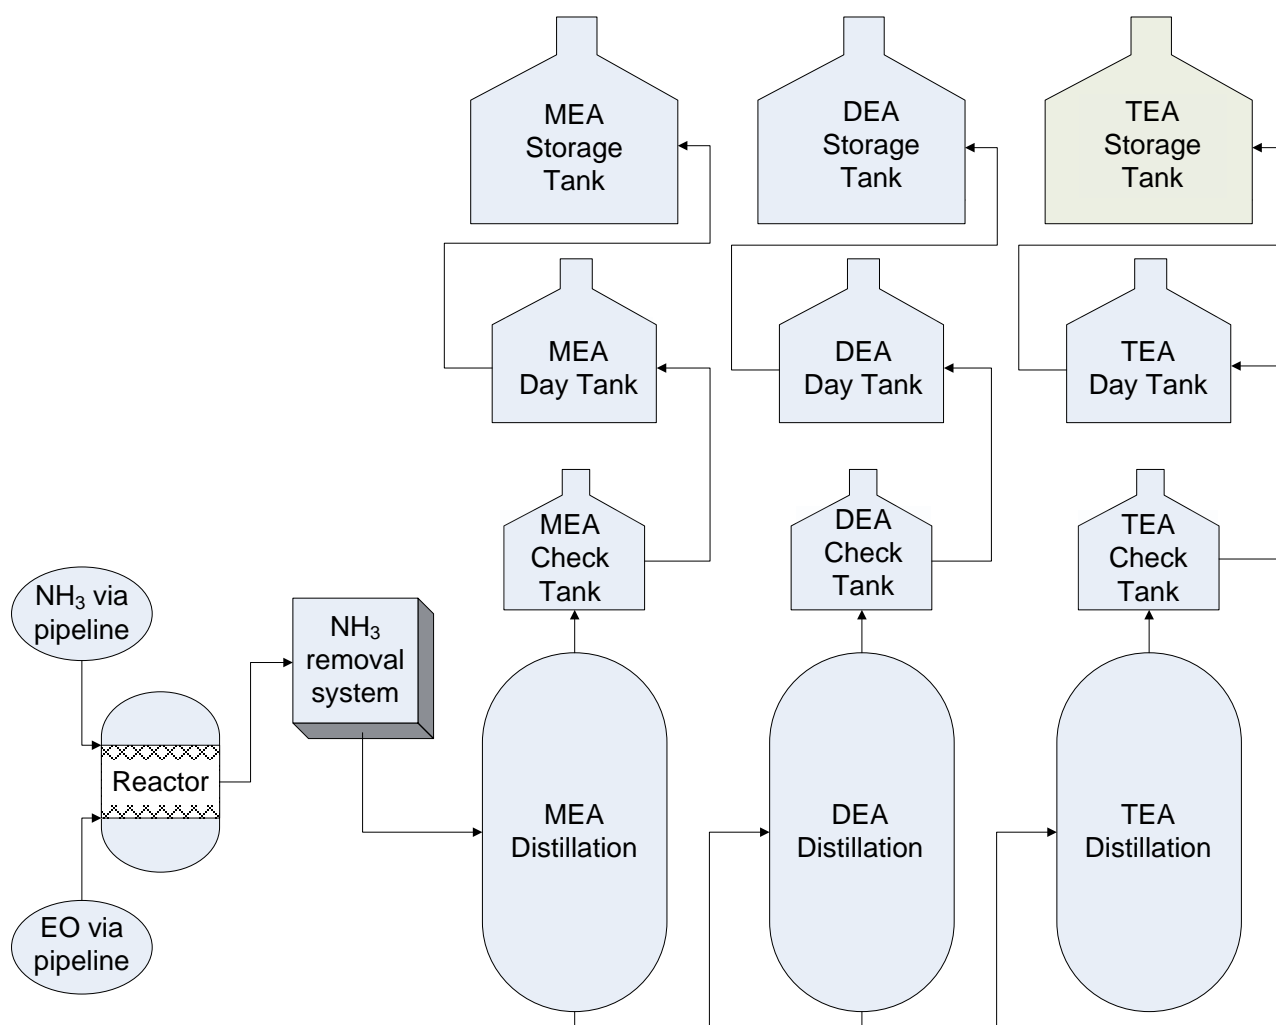 MEA
Storage
Tank
DEA
Storage
Tank
TEA
Storage
Tank
MEA
Day Tank
DEA
Day Tank
TEA
Day Tank
MEA
Check
Tank
DEA
Check
Tank
TEA
Check
Tank
NH₃ via
pipeline
NH₃
removal
system
Reactor
MEA
Distillation
DEA
Distillation
TEA
Distillation
EO via
pipeline